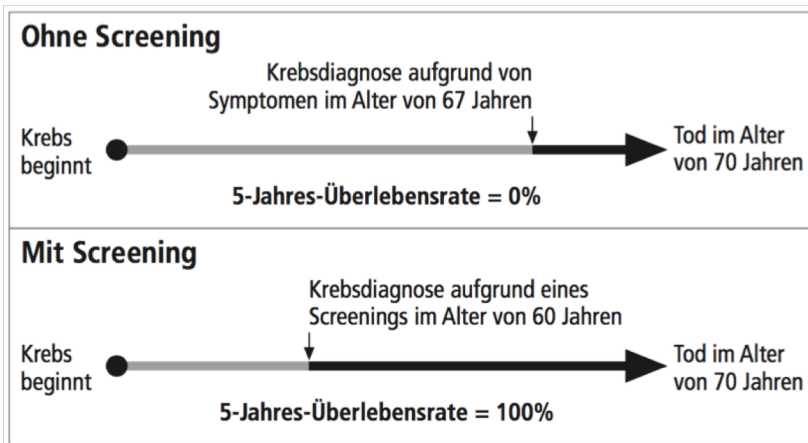 Ohne Screening
Krebsdiagnose aufgrund von
Symptomen im Alter von 67 Jahren
Krebs
beginnt
Tod im Alter
von 70 Jahren
5-Jahres-Überlebensrate = 0%
Mit Screening
Krebsdiagnose aufgrund eines
Screenings im Alter von 60 Jahren
Krebs
beginnt
Tod im Alter
von 70 Jahren
5-Jahres-Überlebensrate = 100%